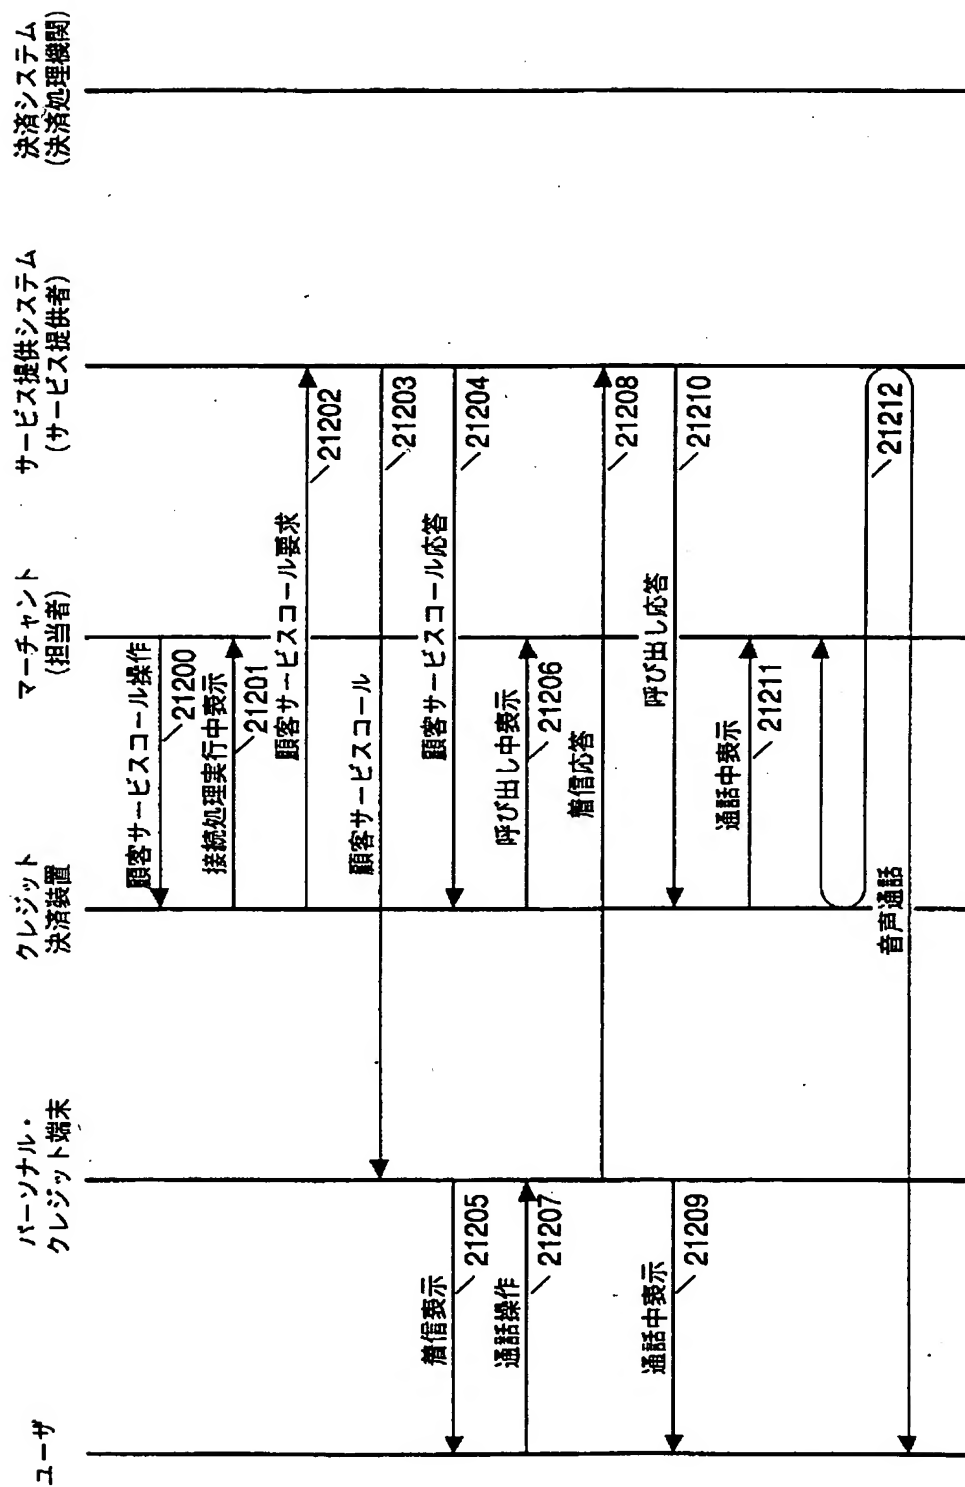 ユーザ
パーソナル・
クレジット端末
クレジット
決済装置
マーチャント
(担当者)
サービス提供システム
(サービス提供者)
決済システム
(決済処理機関)
顧客サービスコール操作
21200
接続処理実行中表示
21201
顧客サービスコール要求
21202
顧客サービスコール
21203
顧客サービスコール応答
21204
着信表示
21205
呼び出し中表示
21206
通話操作
21207
着信応答
21208
通話中表示
21209
呼び出し応答
21210
通話中表示
21211
音声通話
21212